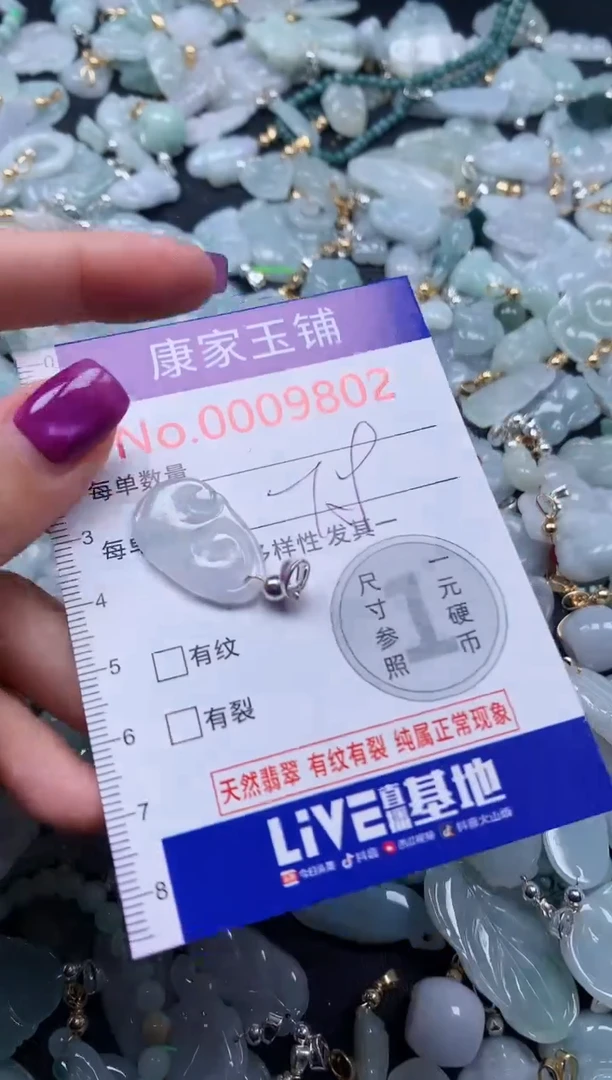 康家玉铺
No.0009802
每单数量
每单 多样性 发其一
一元硬币
尺寸参照
1
有纹
有裂
天然翡翠 有纹有裂 纯属正常现象
LiVE直播基地
今日头条 抖音 西瓜视频 抖音火山版
0
3
4
5
6
7
8